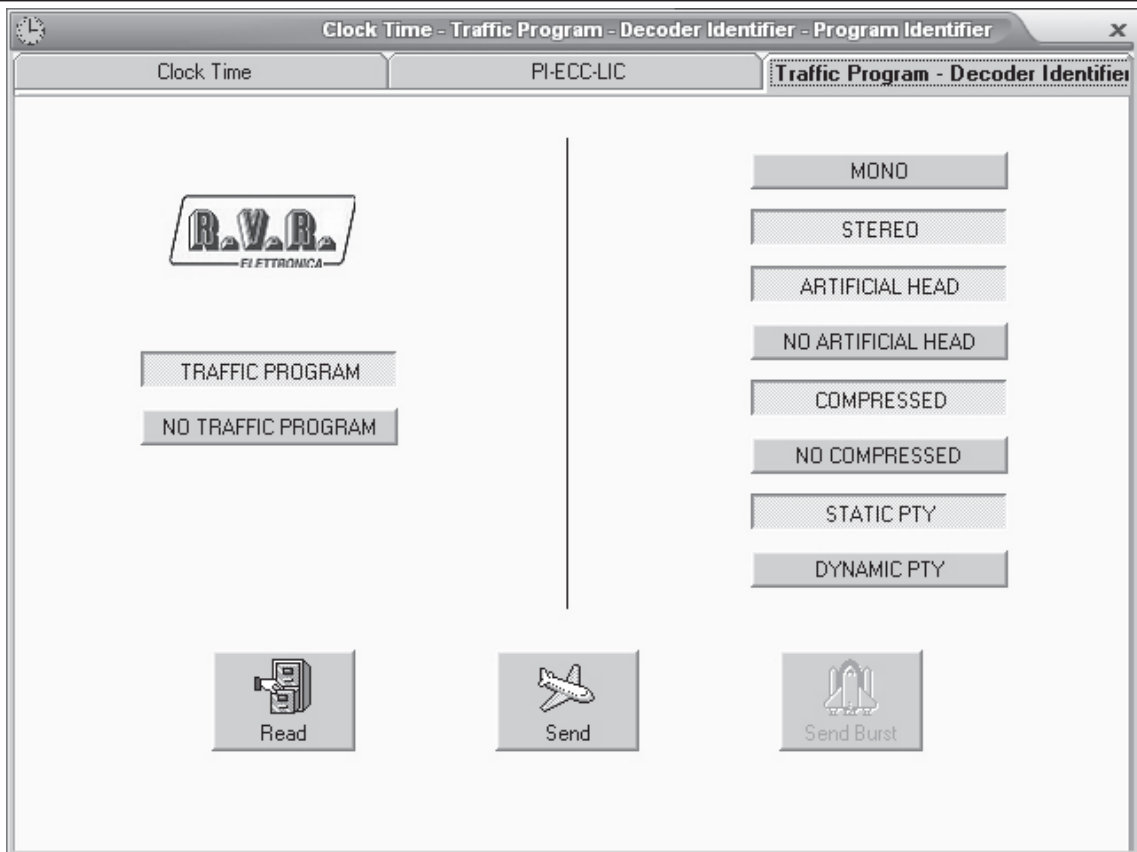 Clock Time - Traffic Program - Decoder Identifier - Program Identifier
x
Clock Time
PI-ECC-LIC
Traffic Program - Decoder Identifier
R.V.R.
ELETTRONICA
TRAFFIC PROGRAM
NO TRAFFIC PROGRAM
MONO
STEREO
ARTIFICIAL HEAD
NO ARTIFICIAL HEAD
COMPRESSED
NO COMPRESSED
STATIC PTY
DYNAMIC PTY
Read
Send
Send Burst